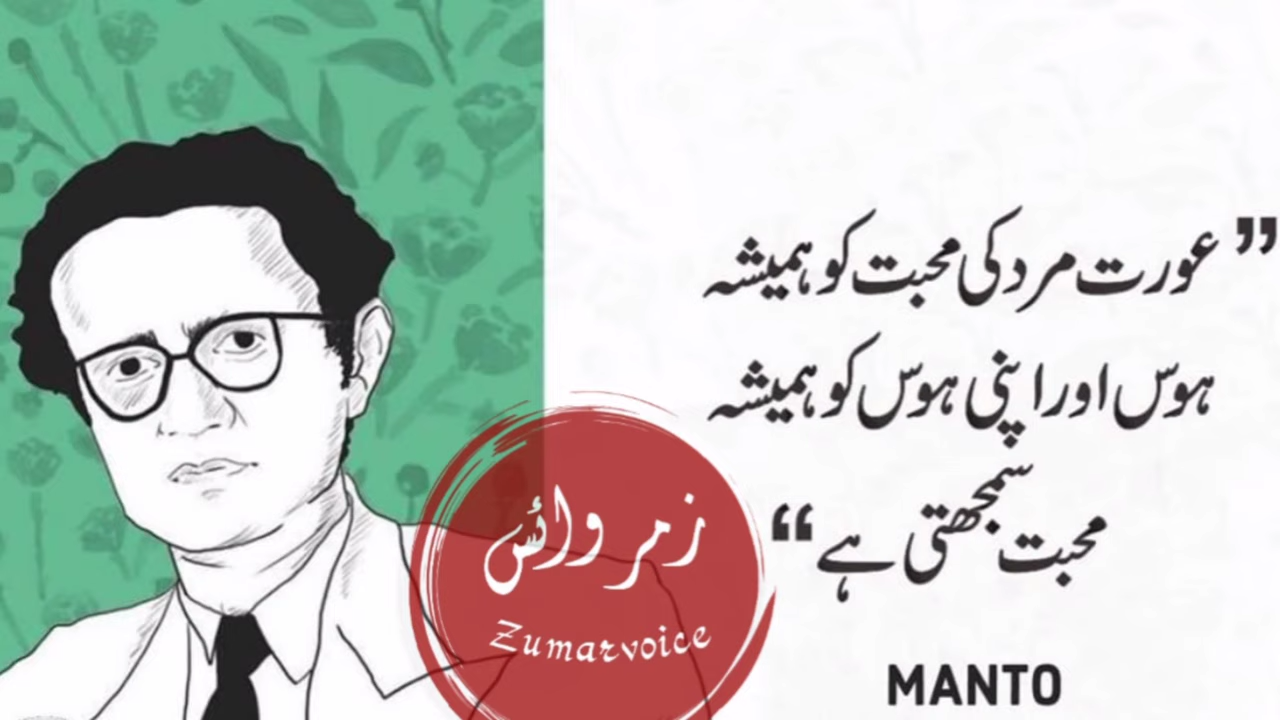 ”عورت مرد کی محبت کو ہمیشہ
ہوس اور اپنی ہوس کو ہمیشہ
محبت سمجھتی ہے“
MANTO
زمر وائس
Zumarvoice